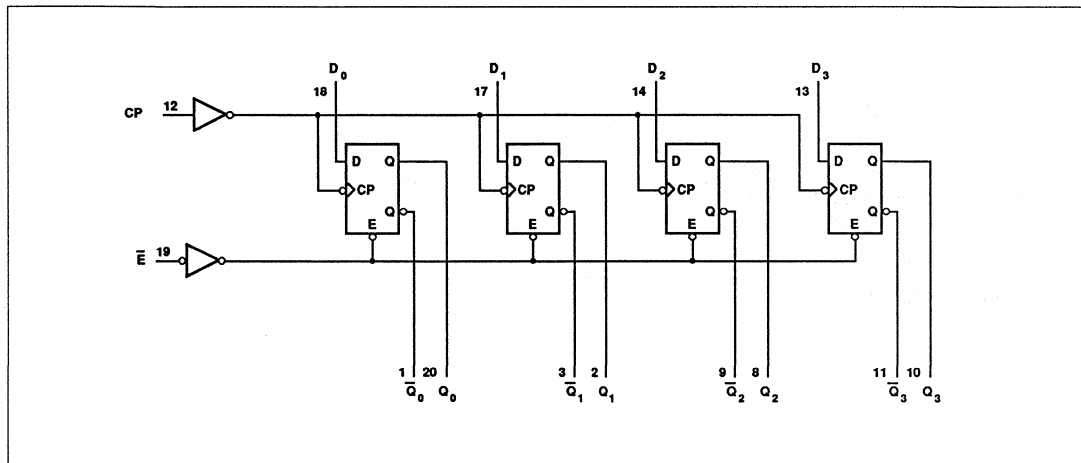 D0 D1 D2 D3
18 17 14 13
CP 12
D Q D Q D Q D Q
CP CP CP CP
Q Q Q Q
E E E E
E̅ 19
1 20 3 2 9 8 11 10
Q̅0 Q0 Q̅1 Q1 Q̅2 Q2 Q̅3 Q3